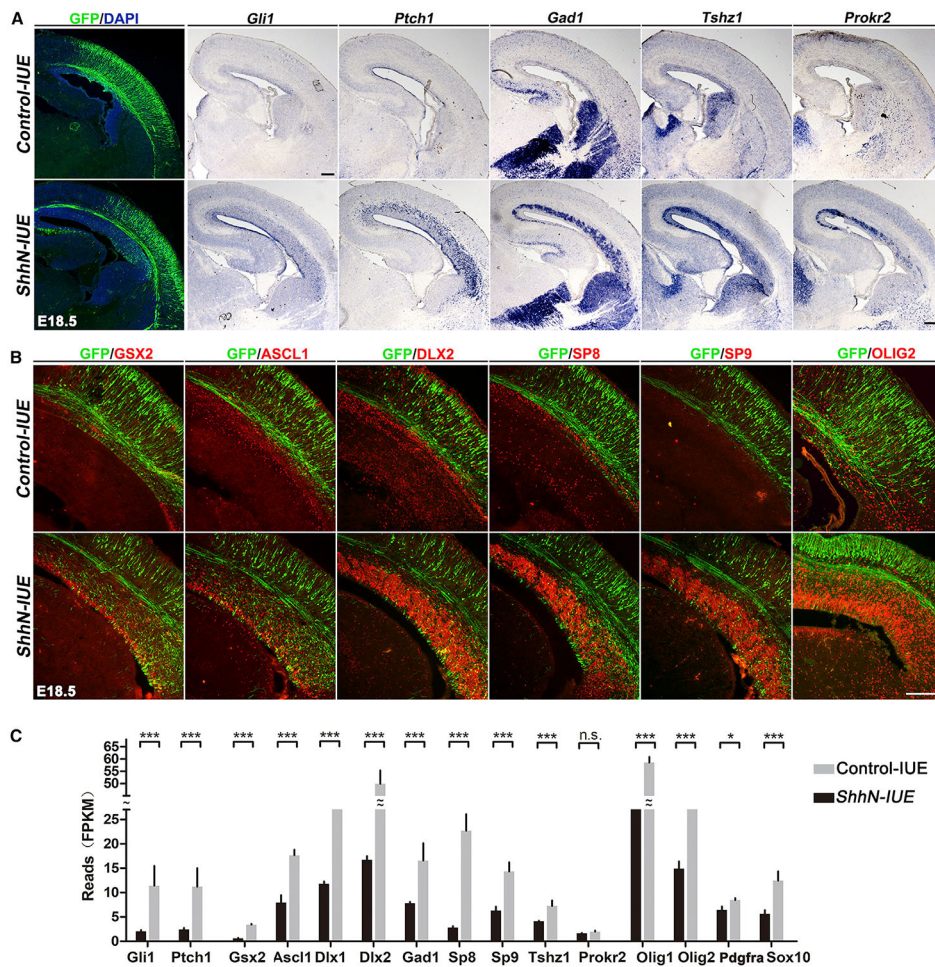 A
GFP/DAPI Gli1 Ptch1 Gad1 Tshz1 Prokr2
Control-IUE
ShhN-IUE
E18.5
B
GFP/GSX2 GFP/ASCL1 GFP/DLX2 GFP/SP8 GFP/SP9 GFP/OLIG2
Control-IUE
ShhN-IUE
E18.5
C
*** *** *** *** *** *** *** *** *** *** n.s. *** *** * ***
Control-IUE
ShhN-IUE
Reads (FPKM)
65
60
55
50
≈ ≈ ≈
25
20
15
10
5
0
Gli1 Ptch1 Gsx2 Ascl1 Dlx1 Dlx2 Gad1 Sp8 Sp9 Tshz1 Prokr2 Olig1 Olig2 Pdgfra Sox10